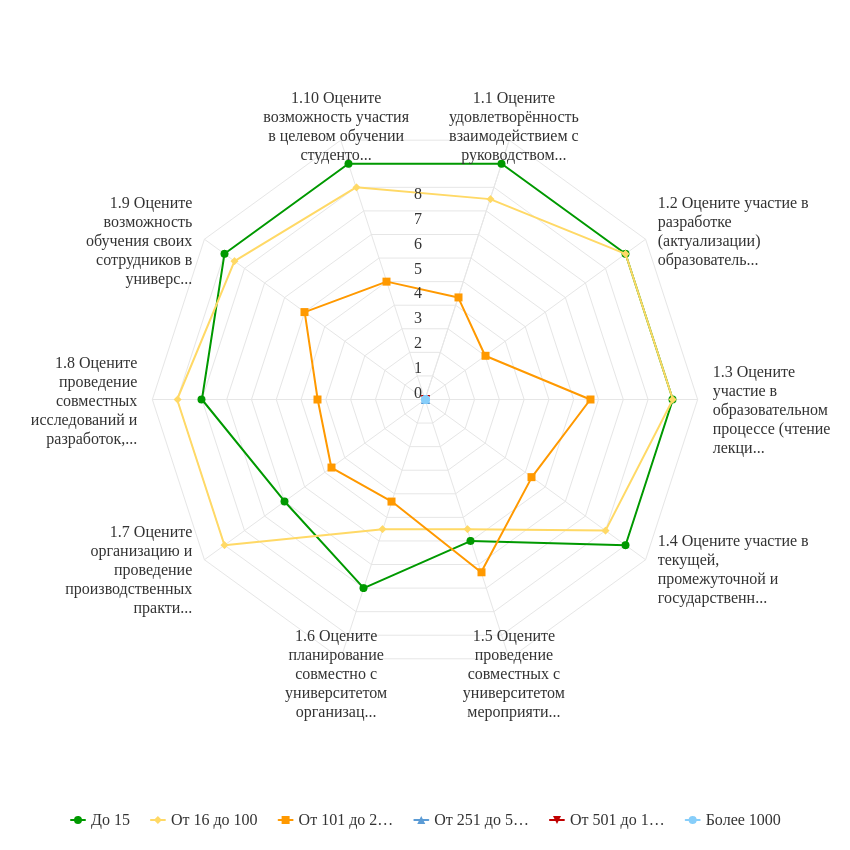 1.10 Оцените
возможность участия
в целевом обучении
студенто...
1.1 Оцените
удовлетворённость
взаимодействием с
руководством...
1.2 Оцените участие в
разработке
(актуализации)
образователь...
1.3 Оцените
участие в
образовательном
процессе (чтение
лекци...
1.4 Оцените участие в
текущей,
промежуточной и
государственн...
1.5 Оцените
проведение
совместных с
университетом
мероприяти...
1.6 Оцените
планирование
совместно с
университетом
организац...
1.7 Оцените
организацию и
проведение
производственных
практи...
1.8 Оцените
проведение
совместных
исследований и
разработок,...
1.9 Оцените
возможность
обучения своих
сотрудников в
универс...
8
7
6
5
4
3
2
1
0
До 15 От 16 до 100 От 101 до 2… От 251 до 5… От 501 до 1… Более 1000